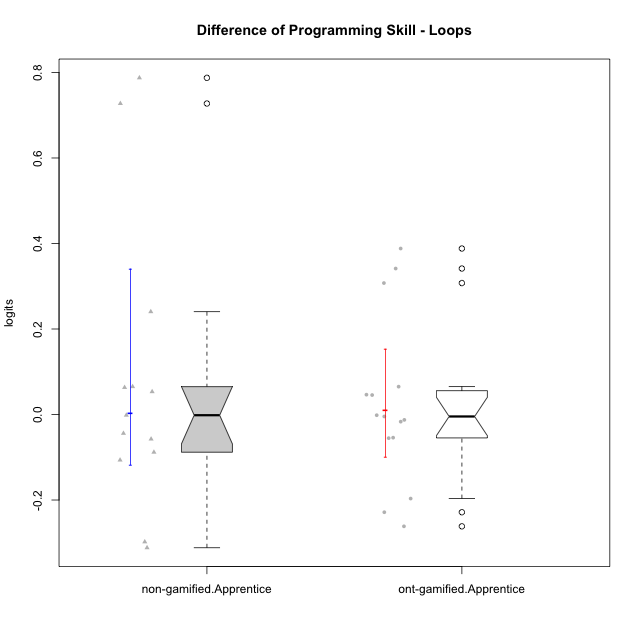 Difference of Programming Skill - Loops
logits
0.8
0.6
0.4
0.2
0.0
-0.2
non-gamified.Apprentice
ont-gamified.Apprentice